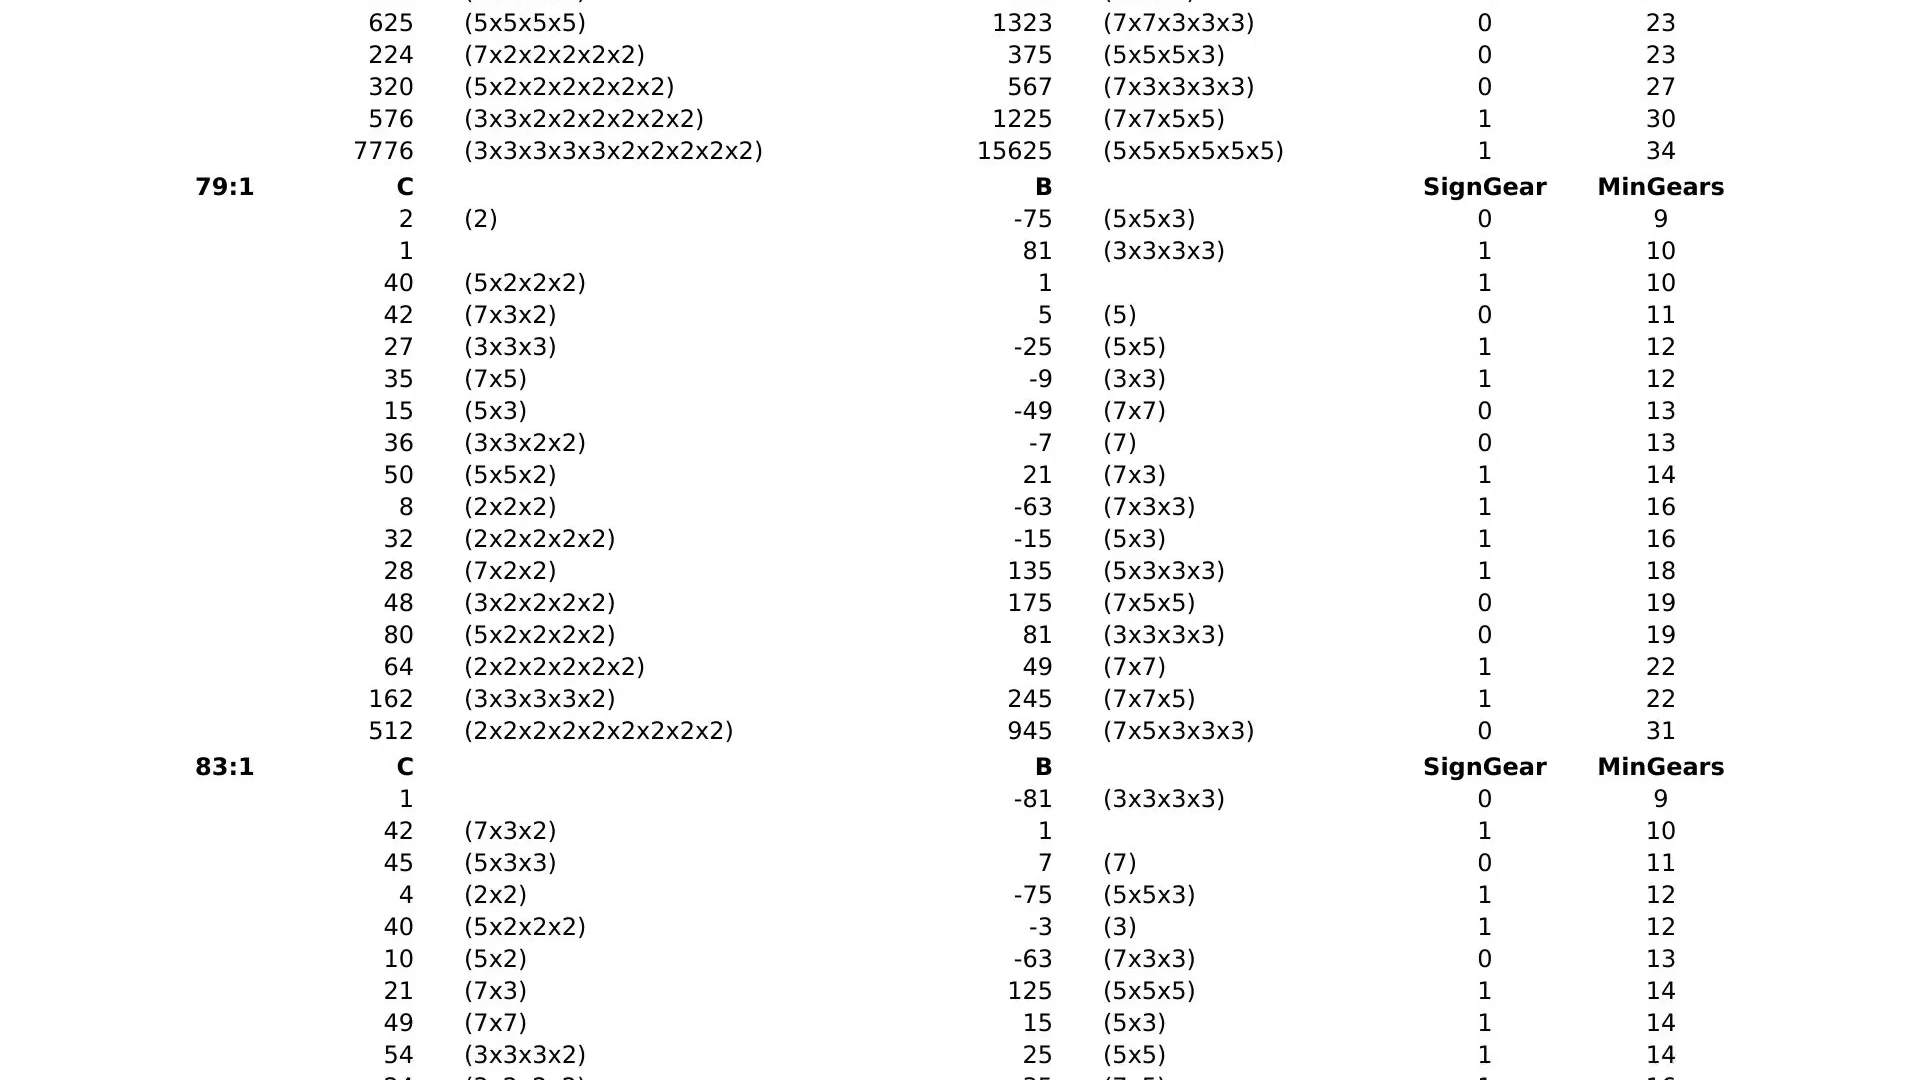 625 (5x5x5x5) 1323 (7x7x3x3x3) 0 23
224 (7x2x2x2x2x2) 375 (5x5x5x3) 0 23
320 (5x2x2x2x2x2x2) 567 (7x3x3x3x3) 0 27
576 (3x3x2x2x2x2x2x2) 1225 (7x7x5x5) 1 30
7776 (3x3x3x3x3x2x2x2x2x2) 15625 (5x5x5x5x5x5) 1 34
79:1 C B SignGear MinGears
2 (2) -75 (5x5x3) 0 9
1 81 (3x3x3x3) 1 10
40 (5x2x2x2) 1 1 10
42 (7x3x2) 5 (5) 0 11
27 (3x3x3) -25 (5x5) 1 12
35 (7x5) -9 (3x3) 1 12
15 (5x3) -49 (7x7) 0 13
36 (3x3x2x2) -7 (7) 0 13
50 (5x5x2) 21 (7x3) 1 14
8 (2x2x2) -63 (7x3x3) 1 16
32 (2x2x2x2x2) -15 (5x3) 1 16
28 (7x2x2) 135 (5x3x3x3) 1 18
48 (3x2x2x2x2) 175 (7x5x5) 0 19
80 (5x2x2x2x2) 81 (3x3x3x3) 0 19
64 (2x2x2x2x2x2) 49 (7x7) 1 22
162 (3x3x3x3x2) 245 (7x7x5) 1 22
512 (2x2x2x2x2x2x2x2x2) 945 (7x5x3x3x3) 0 31
83:1 C B SignGear MinGears
1 -81 (3x3x3x3) 0 9
42 (7x3x2) 1 1 10
45 (5x3x3) 7 (7) 0 11
4 (2x2) -75 (5x5x3) 1 12
40 (5x2x2x2) -3 (3) 1 12
10 (5x2) -63 (7x3x3) 0 13
21 (7x3) 125 (5x5x5) 1 14
49 (7x7) 15 (5x3) 1 14
54 (3x3x3x2) 25 (5x5) 1 14